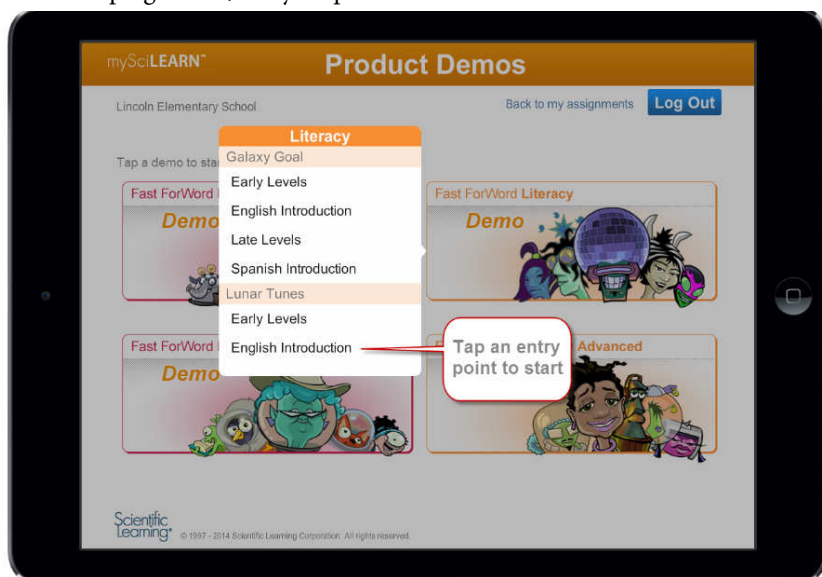 mySciLEARN™
Product Demos
Lincoln Elementary School
Back to my assignments
Log Out
Tap a demo to sta
Literacy
Galaxy Goal
Early Levels
English Introduction
Late Levels
Spanish Introduction
Lunar Tunes
Early Levels
English Introduction
Fast ForWord
Demo
Fast ForWord Literacy
Demo
Fast ForWord
Demo
Advanced
Tap an entry
point to start
Scientific
Learning®
© 1997 - 2014 Scientific Learning Corporation. All rights reserved.